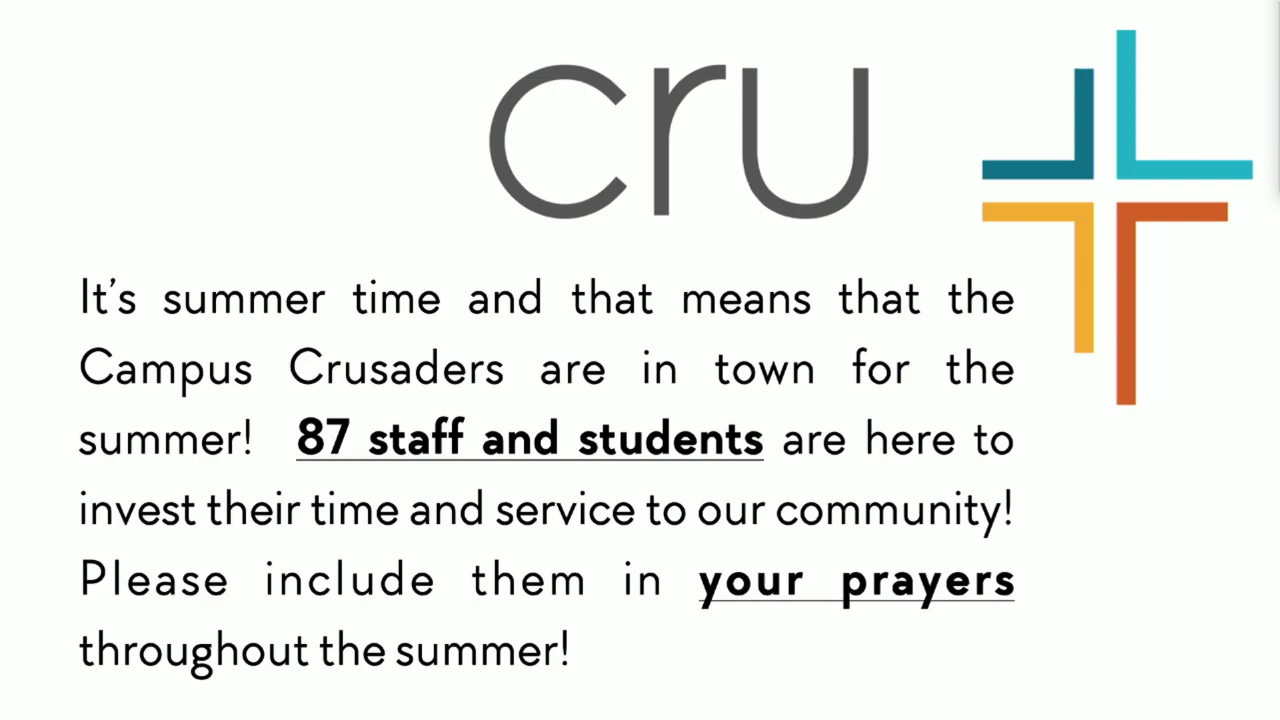 cru
It's summer time and that means that the
Campus Crusaders are in town for the
summer! 87 staff and students are here to
invest their time and service to our community!
Please include them in your prayers
throughout the summer!